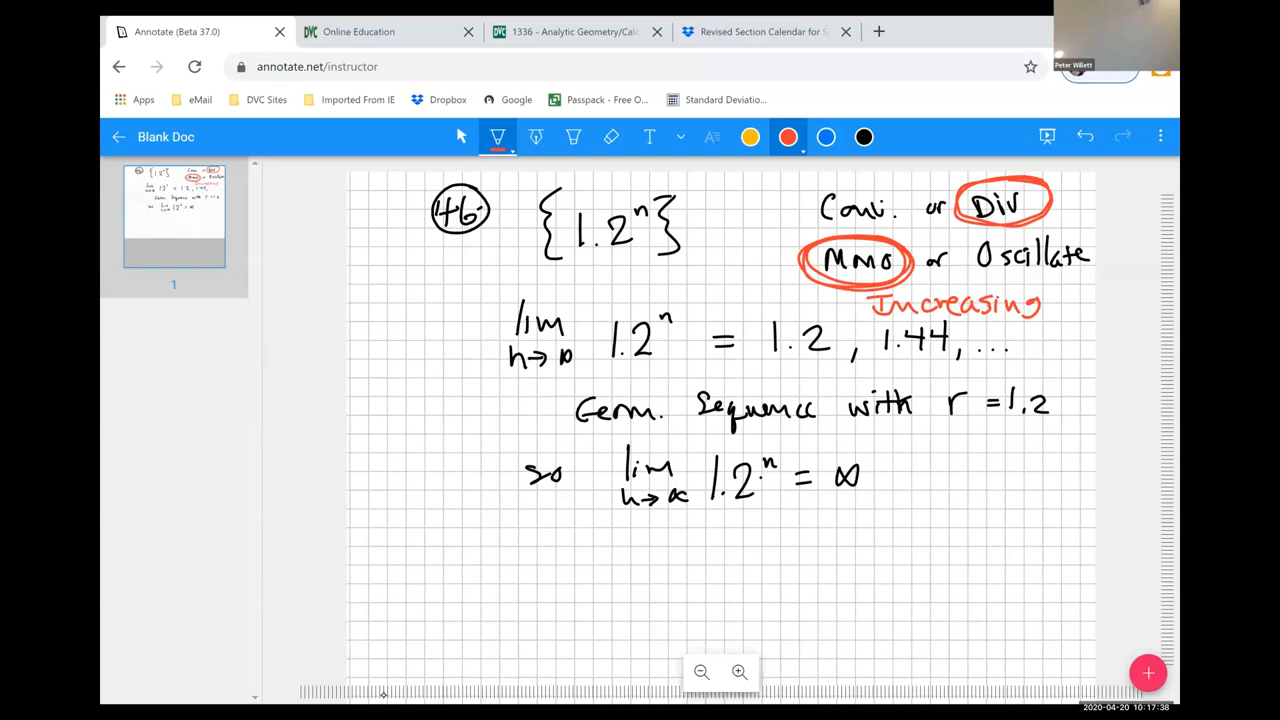 Annotate (Beta 37.0)
Online Education
1336 - Analytic Geometry/Calc
Revised Section Calendar for S
annotate.net/instructor
Peter Willett
Apps
eMail
DVC Sites
Imported From IE
Dropbox
Google
Passpack - Free O...
Standard Deviatio...
Blank Doc
T
A
46.
{1.2ⁿ}
Conv. or Div
Mono or Oscillate
Increasing
lim n→∞ 1.2ⁿ = 1.2, 1.44, ...
Geom. Sequence with r = 1.2
so lim n→∞ 1.2ⁿ = ∞
1
2020-04-20 10:17:38